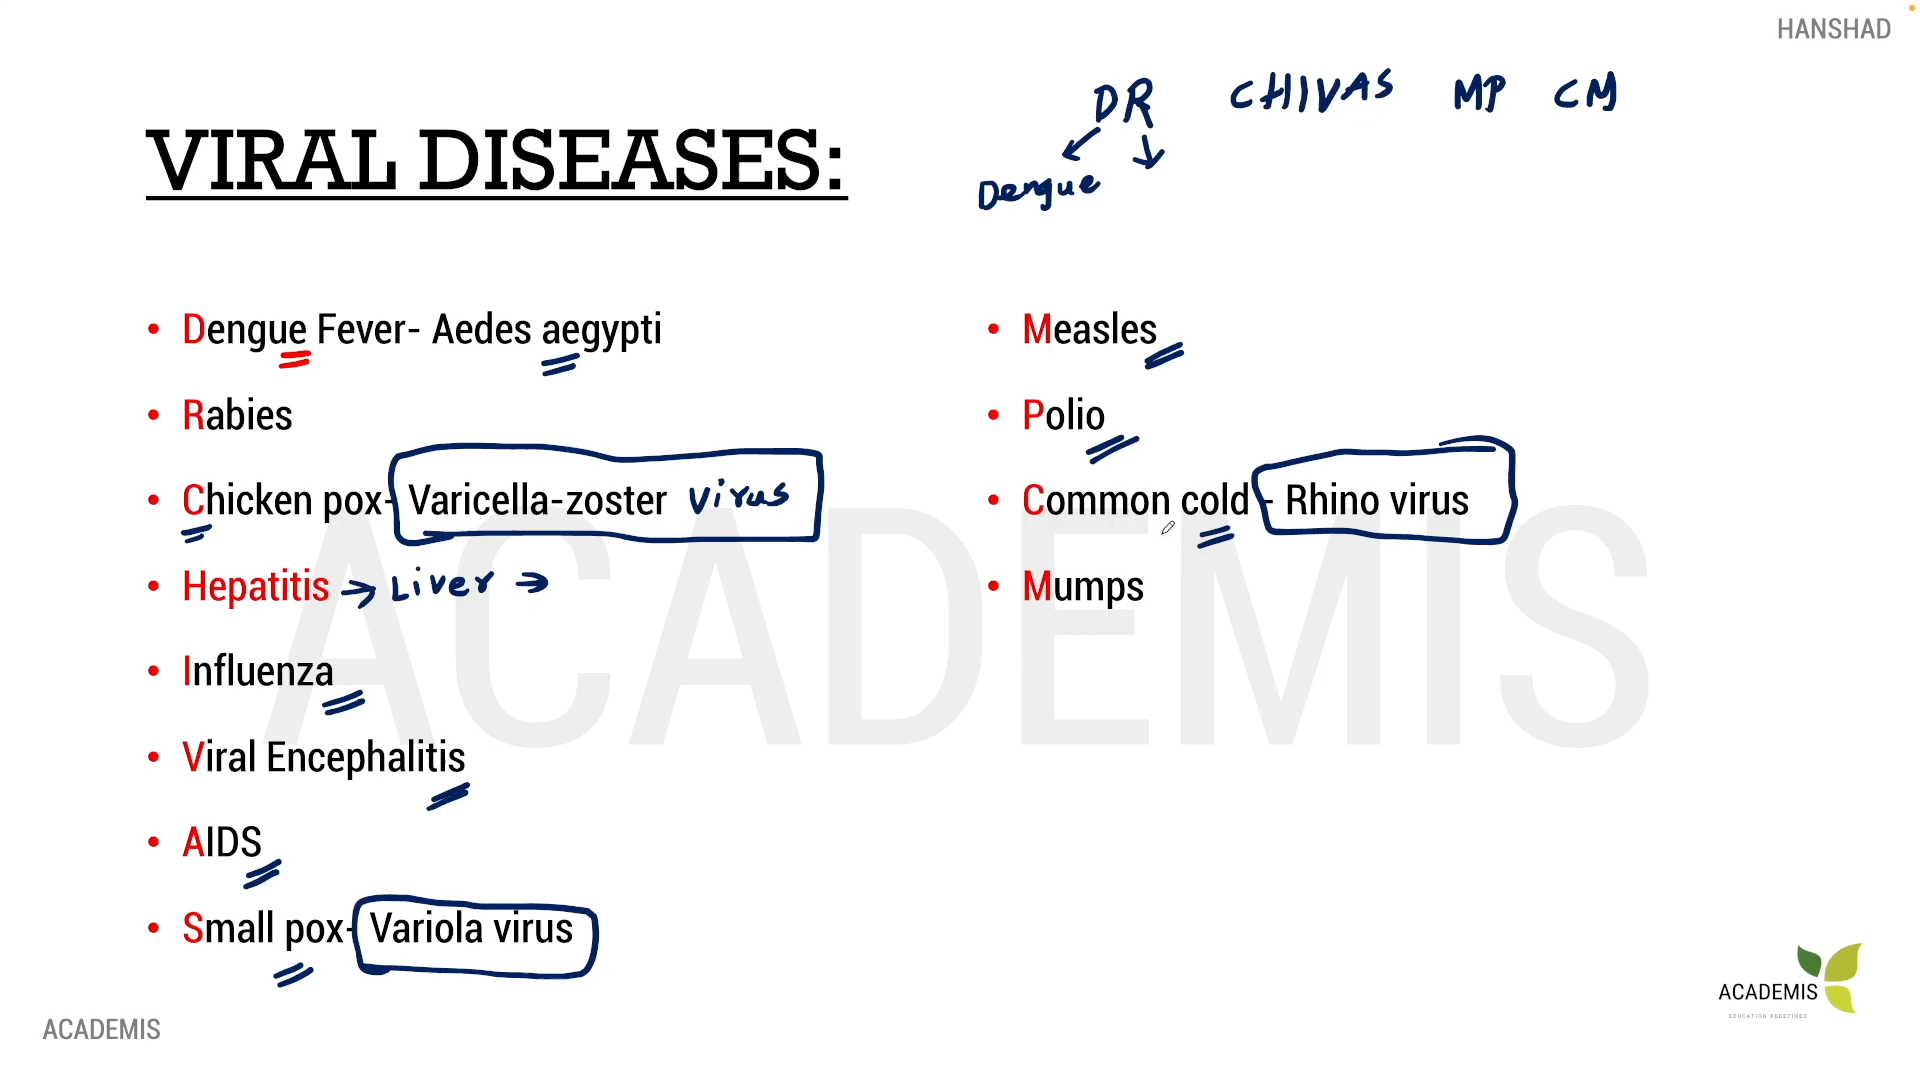 HANSHAD
DR CHIVAS MP CM
Dengue
VIRAL DISEASES:
• Dengue Fever- Aedes aegypti
• Rabies
• Chicken pox- Varicella-zoster virus
• Hepatitis → Liver →
• Influenza
• Viral Encephalitis
• AIDS
• Small pox- Variola virus
• Measles
• Polio
• Common cold - Rhino virus
• Mumps
ACADEMIS
ACADEMIS
EDUCATION REDEFINED
ACADEMIS